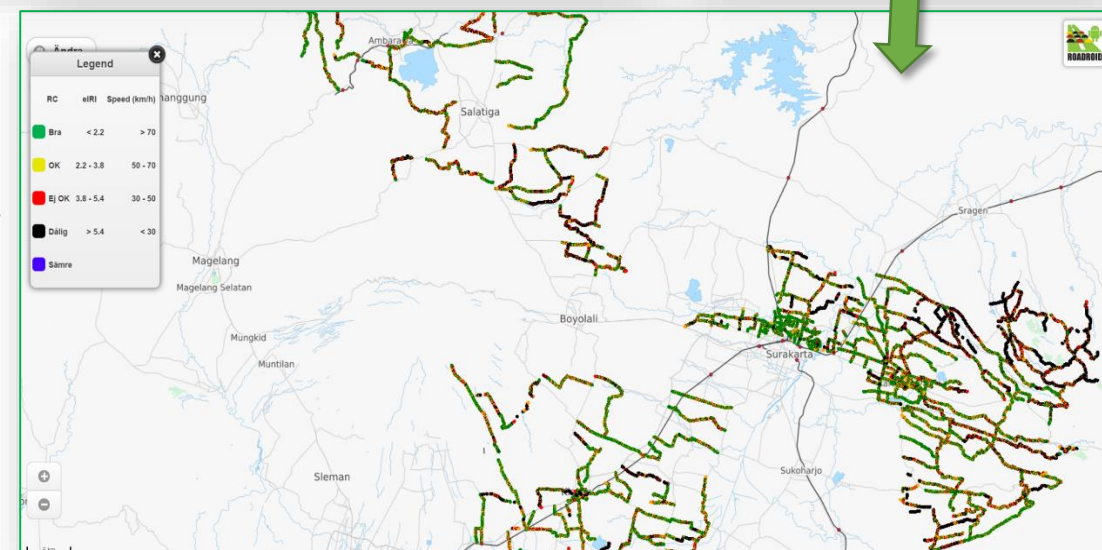 Ändra
Legend
RC eIRI Speed (km/h)
Bra < 2.2 > 70
OK 2.2 - 3.8 50 - 70
Ej OK 3.8 - 5.4 30 - 50
Dålig > 5.4 < 30
Sämre
ROADROID
Salatiga
Sragen
Magelang
Magelang Selatan
Boyolali
Mungkid
Muntilan
Surakarta
Sukoharjo
Sleman